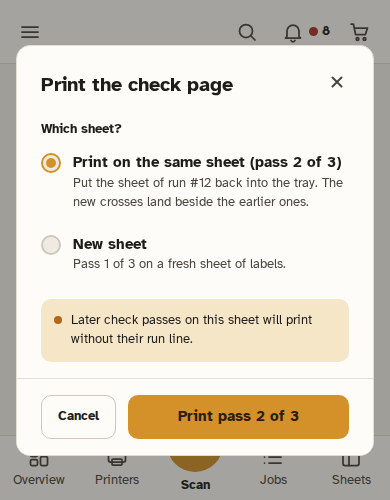 8
Print the check page
Which sheet?
Print on the same sheet (pass 2 of 3)
Put the sheet of run #12 back into the tray. The
new crosses land beside the earlier ones.
New sheet
Pass 1 of 3 on a fresh sheet of labels.
Later check passes on this sheet will print
without their run line.
Cancel
Print pass 2 of 3
Overview
Printers
Scan
Jobs
Sheets